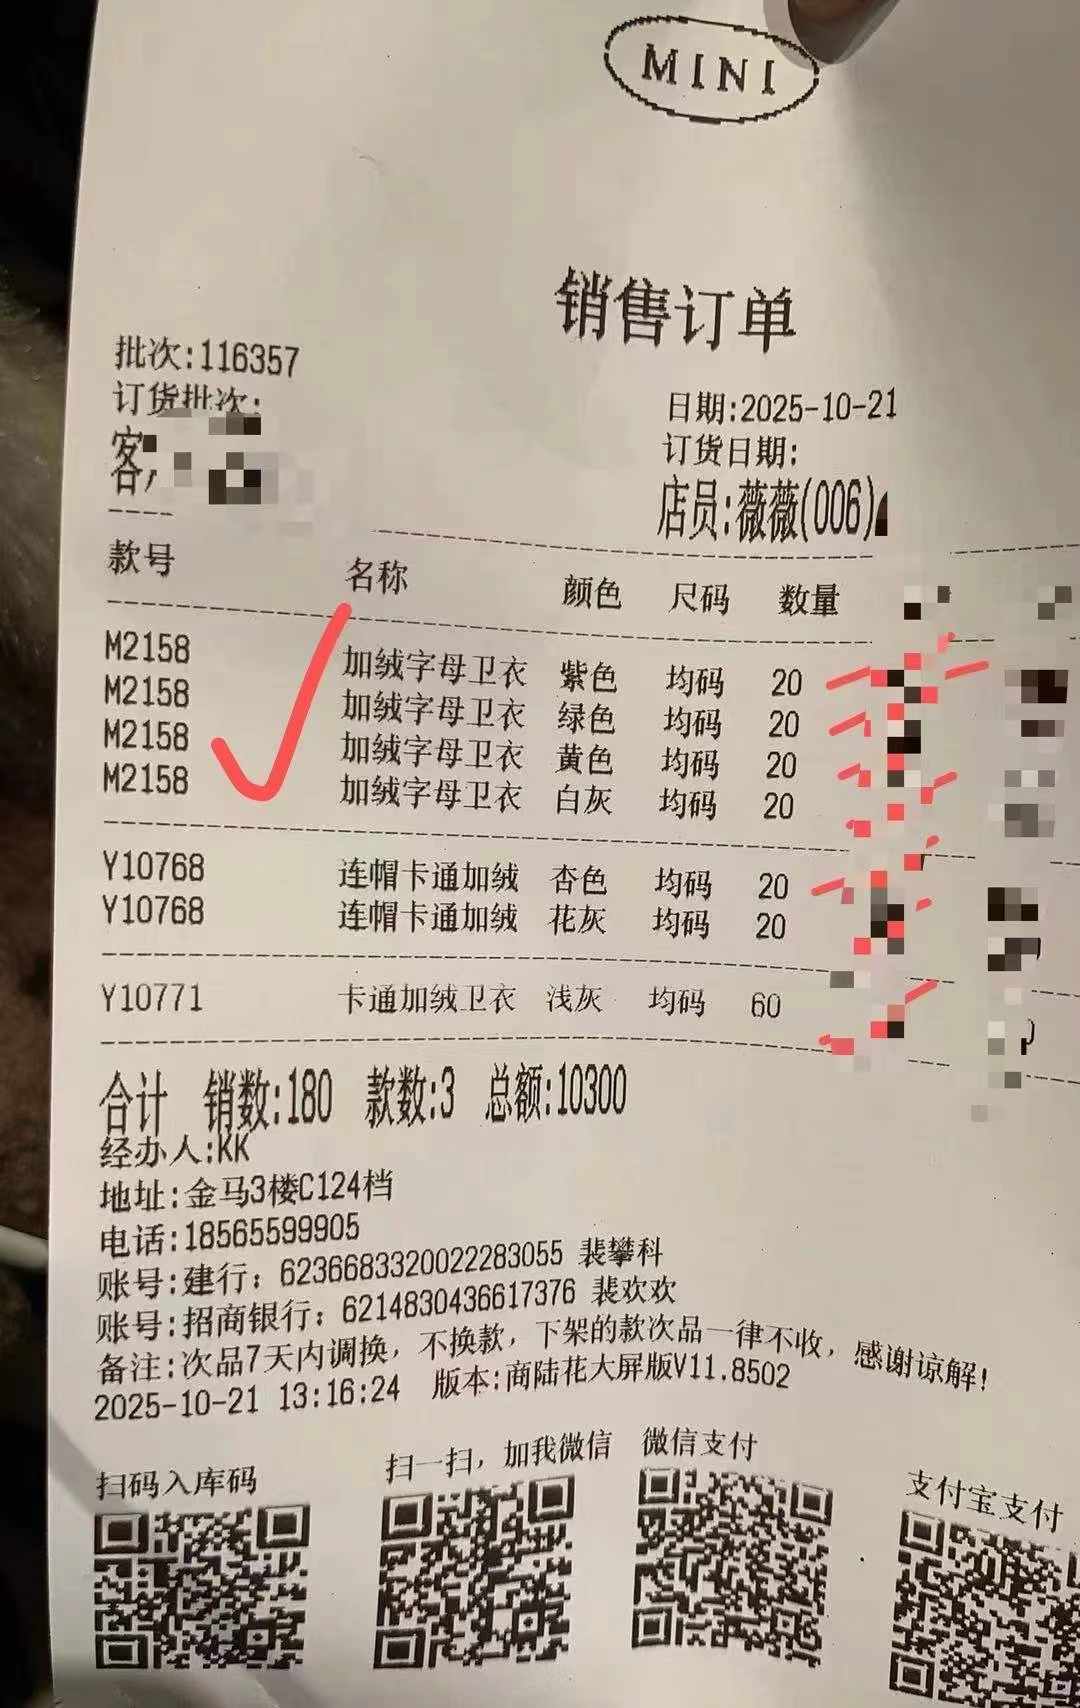 MINI
销售订单
批次:116357
日期:2025-10-21
订货批次:
订货日期:
客
店员:薇薇(006)
款号 名称 颜色 尺码 数量
M2158 加绒字母卫衣 紫色 均码 20
M2158 加绒字母卫衣 绿色 均码 20
M2158 加绒字母卫衣 黄色 均码 20
M2158 加绒字母卫衣 白灰 均码 20
Y10768 连帽卡通加绒 杏色 均码 20
Y10768 连帽卡通加绒 花灰 均码 20
Y10771 卡通加绒卫衣 浅灰 均码 60
合计 销数:180 款数:3 总额:10300
经办人:KK
地址:金马3楼C124档
电话:18565599905
账号:建行：6236683320022283055 裴攀科
账号:招商银行：6214830436617376 裴欢欢
备注:次品7天内调换，不换款，下架的款次品一律不收，感谢谅解!
2025-10-21 13:16:24 版本:商陆花大屏版V11.8502
扫码入库码 扫一扫，加我微信 微信支付 支付宝支付